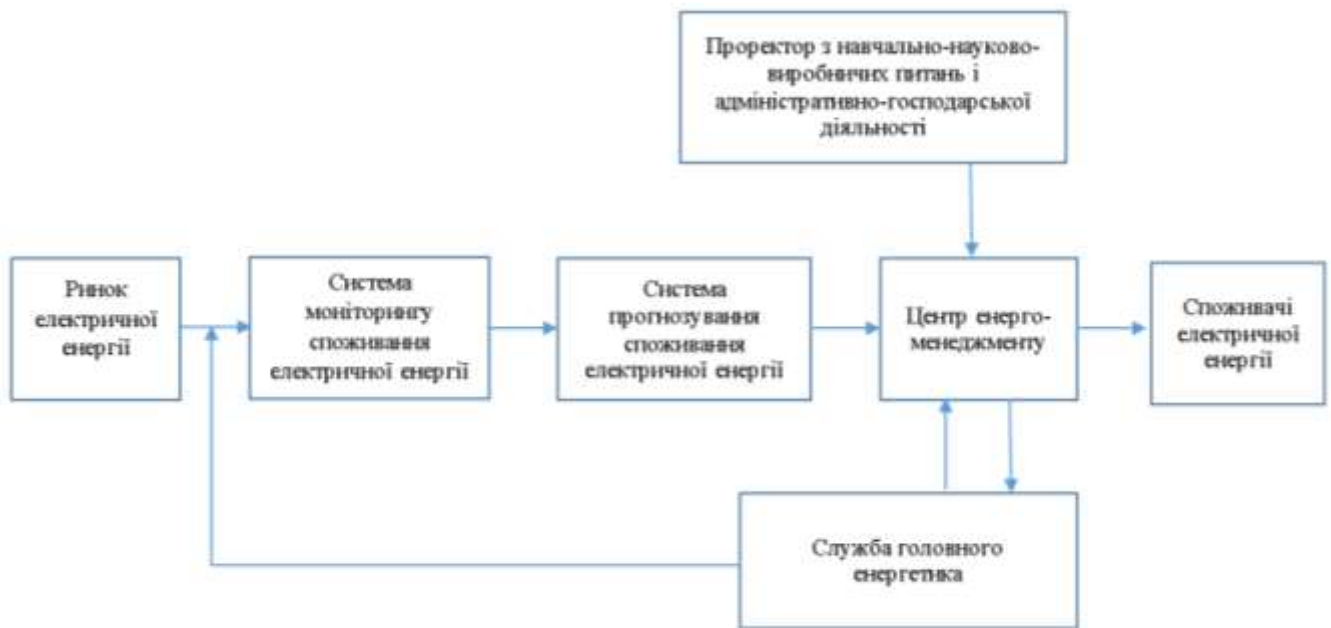 Проректор з навчально-науково-
виробничих питань і
адміністративно-господарської
діяльності
Ринок
електричної
енергії
Система
моніторингу
споживання
електричної енергії
Система
прогнозування
споживання
електричної енергії
Центр енерго-
менеджменту
Споживачі
електричної
енергії
Служба головного
енергетика